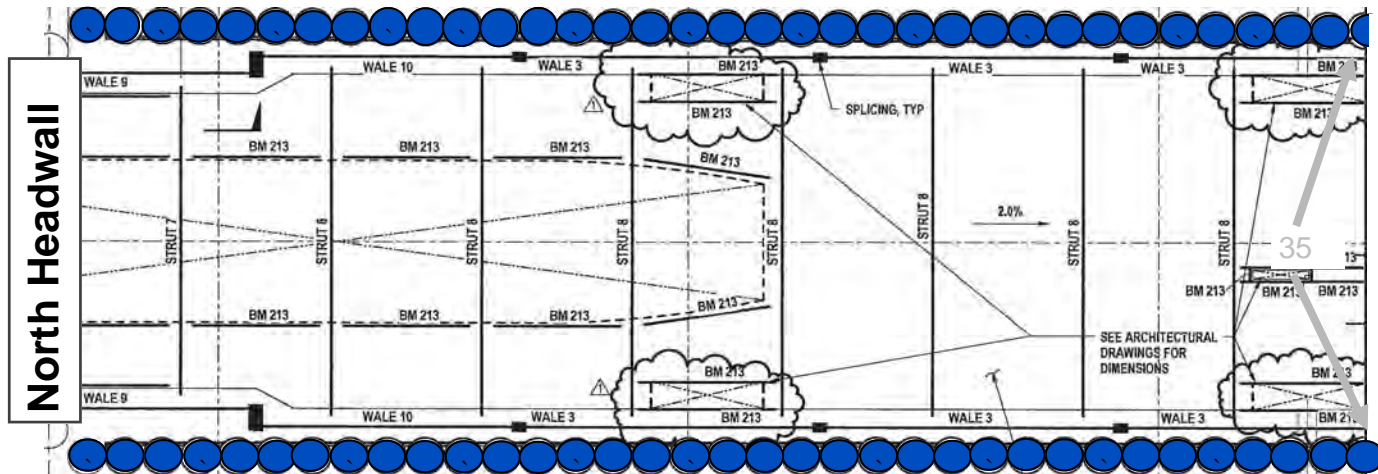 North Headwall
WALE 9
WALE 10
WALE 3
BM 213
WALE 3
WALE 3
BM 213
1
BM 213
SPLICING, TYP
BM 213
BM 213
BM 213
BM 213
BM 213
STRUT 7
STRUT 8
STRUT 8
STRUT 8
STRUT 8
STRUT 8
STRUT 8
STRUT 8
2.0%
35
BM 213
BM 213
BM 213
BM 213
BM 213
BM 213
BM 213
SEE ARCHITECTURAL
DRAWINGS FOR
DIMENSIONS
1
BM 213
BM 213
WALE 9
WALE 10
WALE 3
BM 213
WALE 3
WALE 3